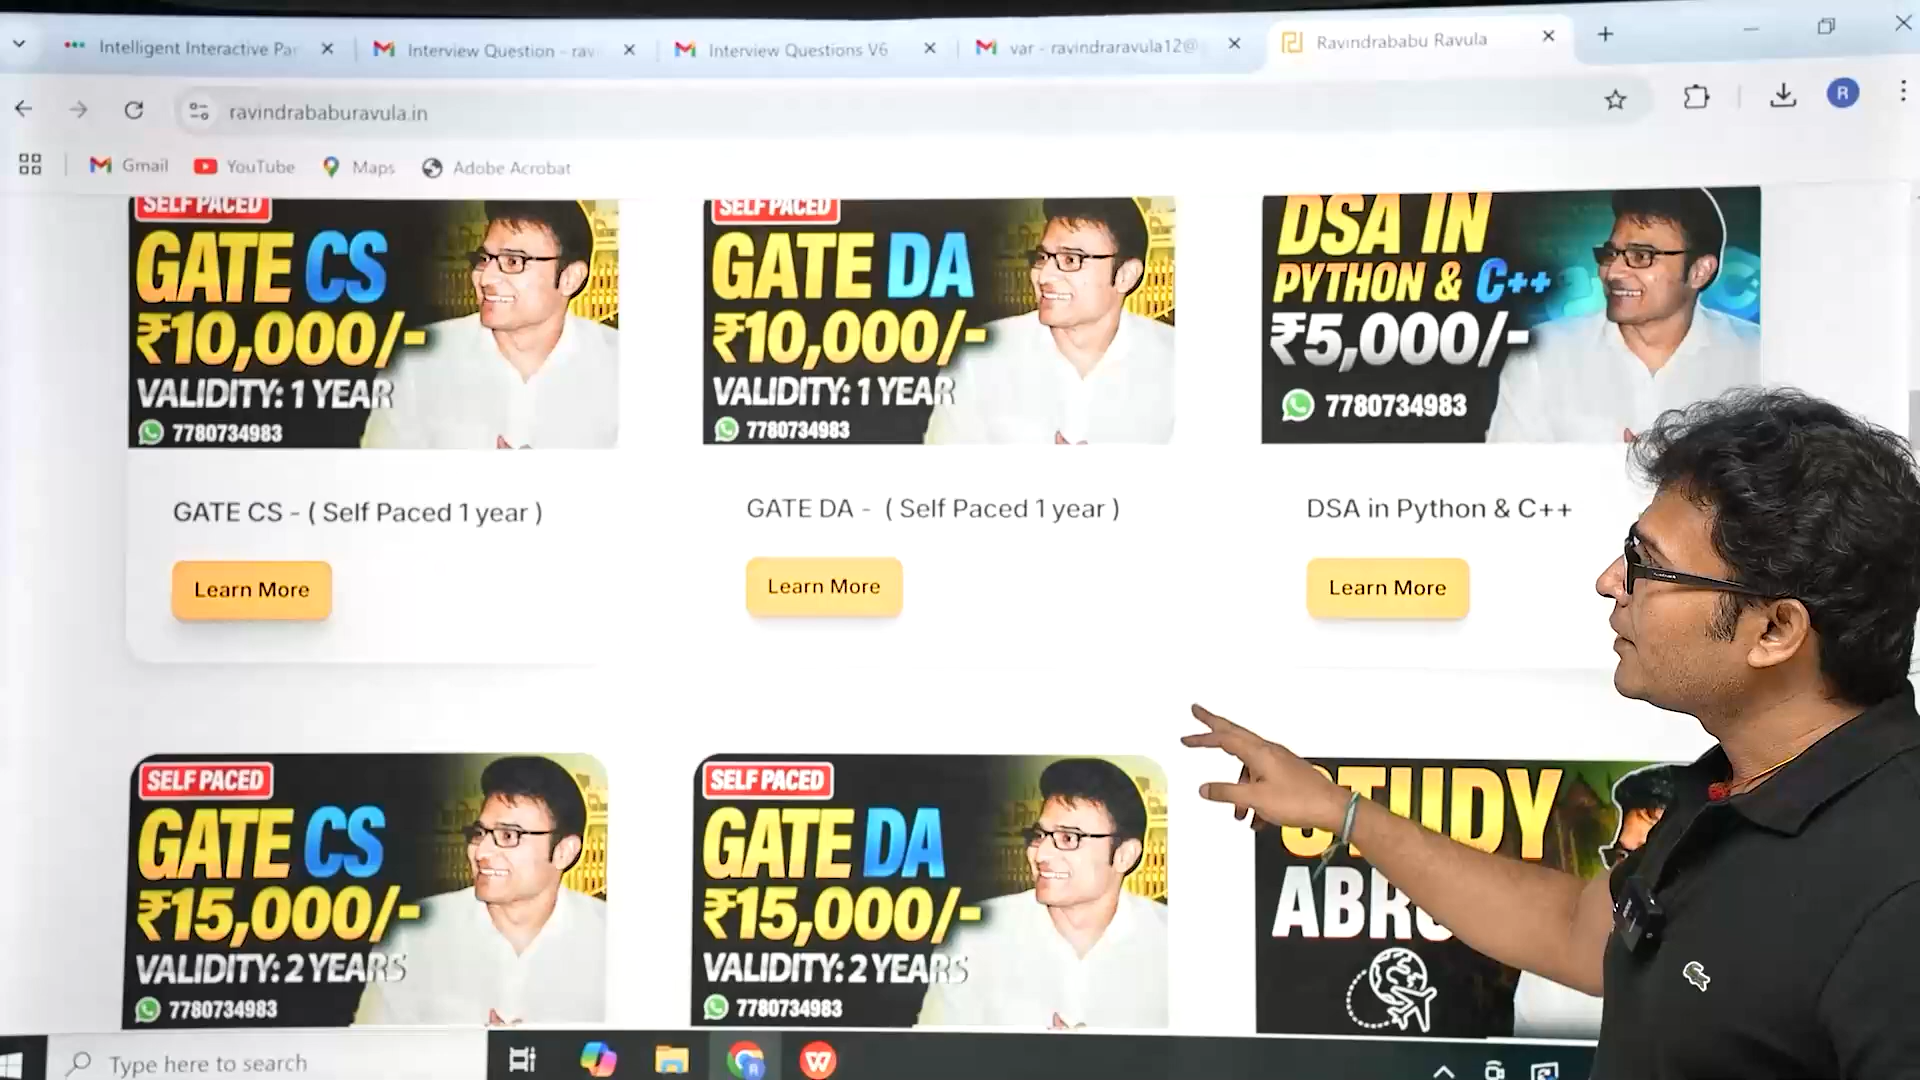 Intelligent Interactive Pa
Interview Question - rav
Interview Questions V6
var - ravindraravula12@
Ravindrababu Ravula
ravindrababuravula.in
R
Gmail
YouTube
Maps
Adobe Acrobat
SELF PACED
GATE CS
₹10,000/-
VALIDITY: 1 YEAR
7780734983
GATE CS - ( Self Paced 1 year )
Learn More
SELF PACED
GATE DA
₹10,000/-
VALIDITY: 1 YEAR
7780734983
GATE DA - ( Self Paced 1 year )
Learn More
DSA IN
PYTHON & C++
₹5,000/-
7780734983
DSA in Python & C++
Learn More
SELF PACED
GATE CS
₹15,000/-
VALIDITY: 2 YEARS
7780734983
SELF PACED
GATE DA
₹15,000/-
VALIDITY: 2 YEARS
7780734983
STUDY
ABR
Type here to search